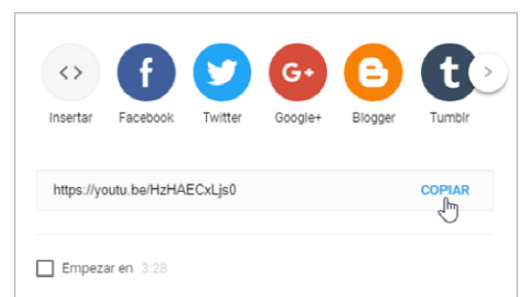 Insertar Facebook Twitter Google+ Blogger Tumblr
https://youtu.be/HzHAECxLjs0 COPIAR
Empezar en 3:28